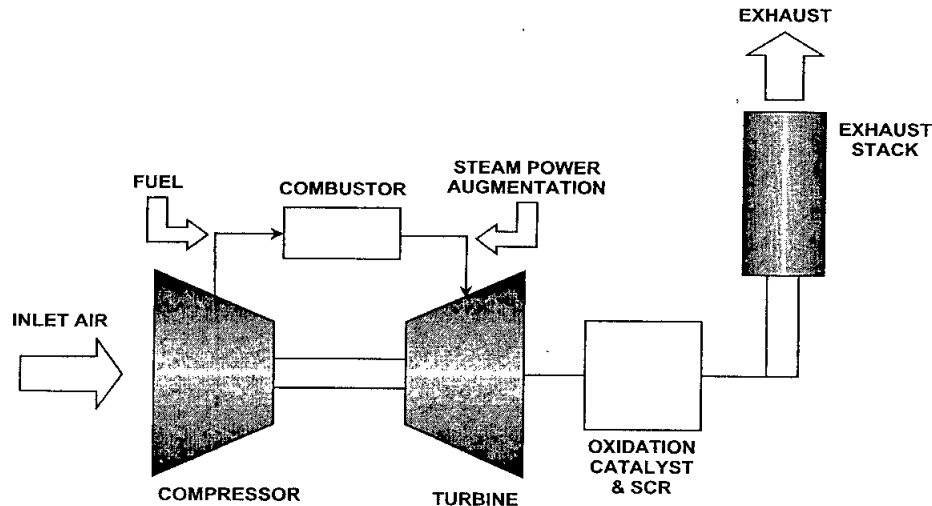 EXHAUST
EXHAUST
STACK
STEAM POWER
AUGMENTATION
FUEL
COMBUSTOR
INLET AIR
OXIDATION
CATALYST
& SCR
COMPRESSOR
TURBINE